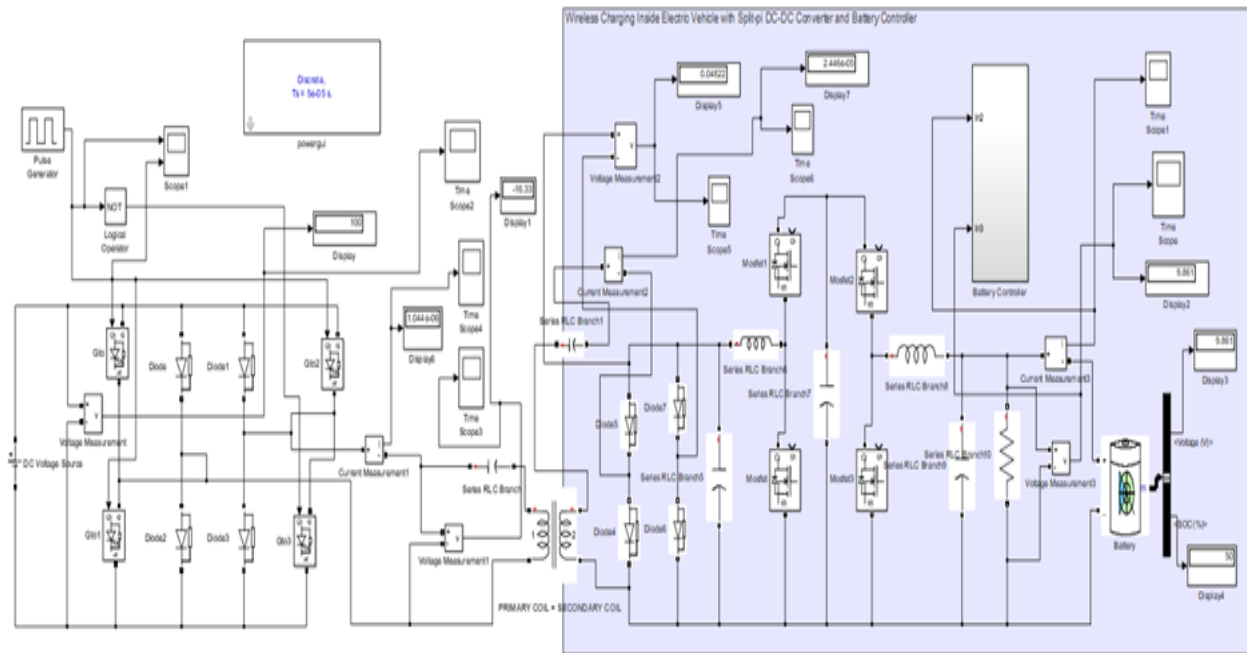 Wireless Charging Inside Electric Vehicle with Split-pi DC-DC Converter and Battery Controller
Discrete,
Ts = 5e-05 s.
powergui
Pulse
Generator
Scope1
NOT
Logical
Operator
100
Display
Time
Scope2
-16.33
Display1
Time
Scope4
1.044e-06
Display6
Time
Scope3
Gto
Diode
Diode1
Gto2
+
-
v
Voltage Measurement
DC Voltage Source
Gto1
Diode2
Diode3
Gto3
Current Measurement1
Series RLC Branch
Voltage Measurement1
1
2
PRIMARY COIL + SECONDARY COIL
0.04822
Display5
2.446e-05
Display7
Voltage Measurement2
Time
Scope6
Time
Scope5
Current Measurement2
Series RLC Branch1
Mosfet1
Mosfet2
Series RLC Branch6
Series RLC Branch7
Series RLC Branch8
Diode5
Diode7
Series RLC Branch5
Diode4
Diode6
Mosfet
Mosfet3
Series RLC Branch10
Series RLC Branch9
In2
In3
Battery Controller
Time
Scope1
Time
Scope
9.861
Display2
Current Measurement3
Voltage Measurement3
9.861
Display3
<Voltage (V)>
m
Battery
<SOC (%)>
50
Display4